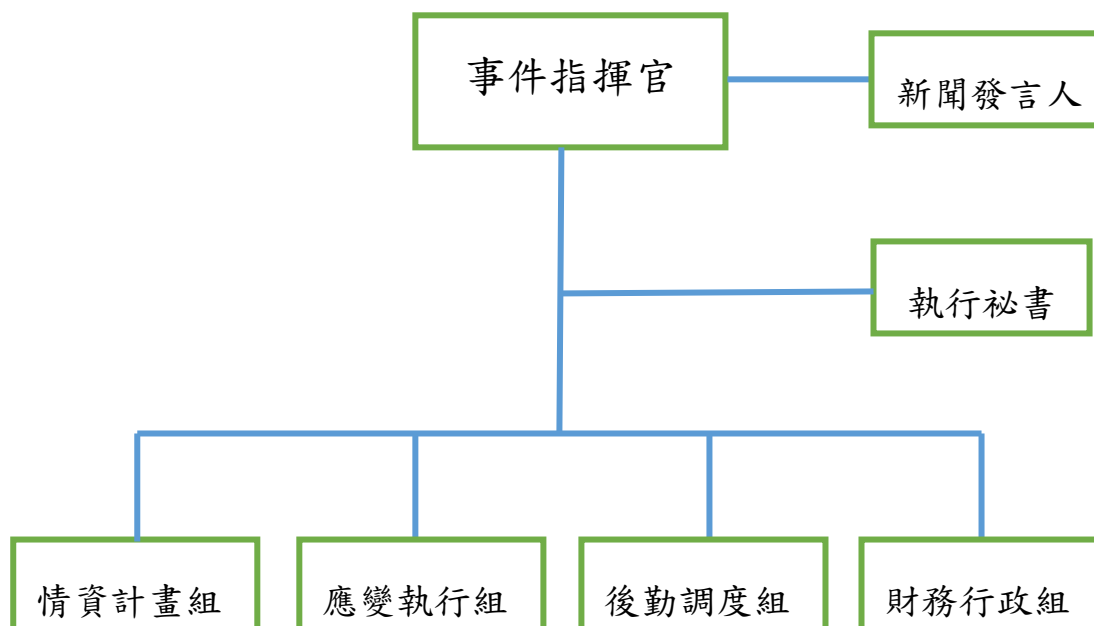 事件指揮官
新聞發言人
執行祕書
情資計畫組
應變執行組
後勤調度組
財務行政組